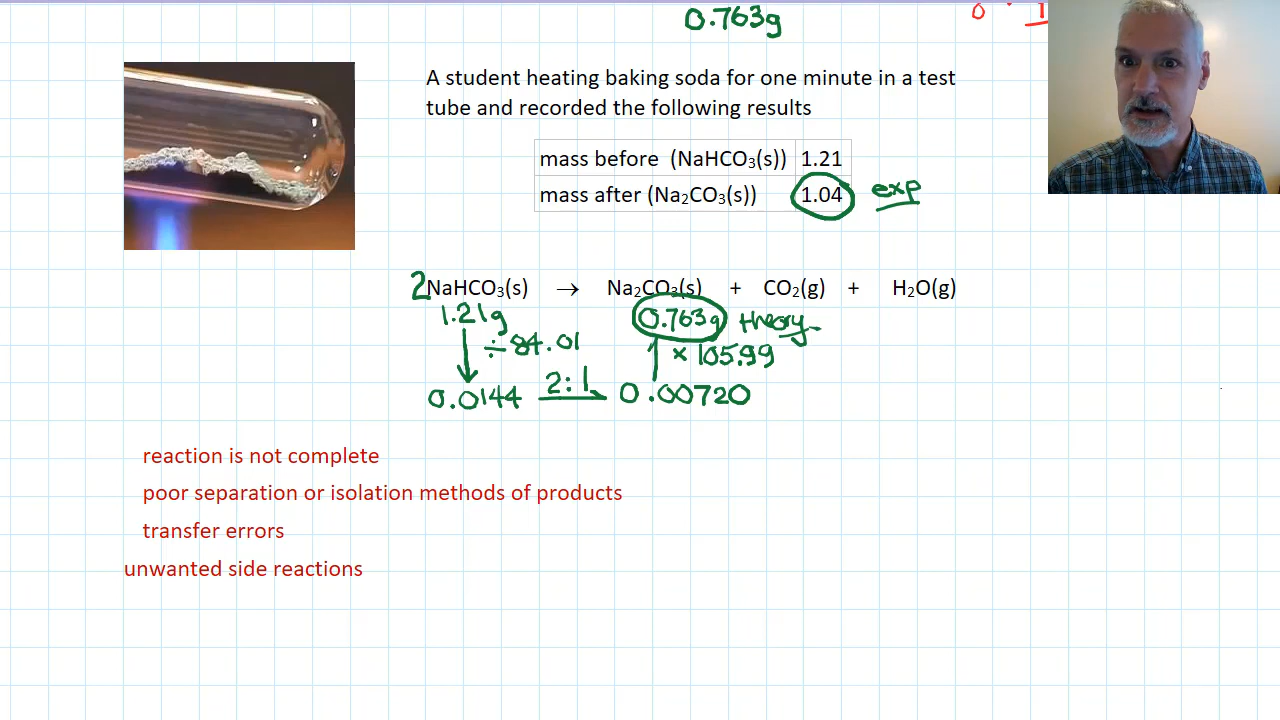 0.763g
A student heating baking soda for one minute in a test
tube and recorded the following results
mass before (NaHCO₃(s)) 1.21
mass after (Na₂CO₃(s)) 1.04 exp
2NaHCO₃(s) → Na₂CO₃(s) + CO₂(g) + H₂O(g)
1.21g 0.763g theory
÷84.01 × 105.99
0.0144 2:1 0.00720
reaction is not complete
poor separation or isolation methods of products
transfer errors
unwanted side reactions